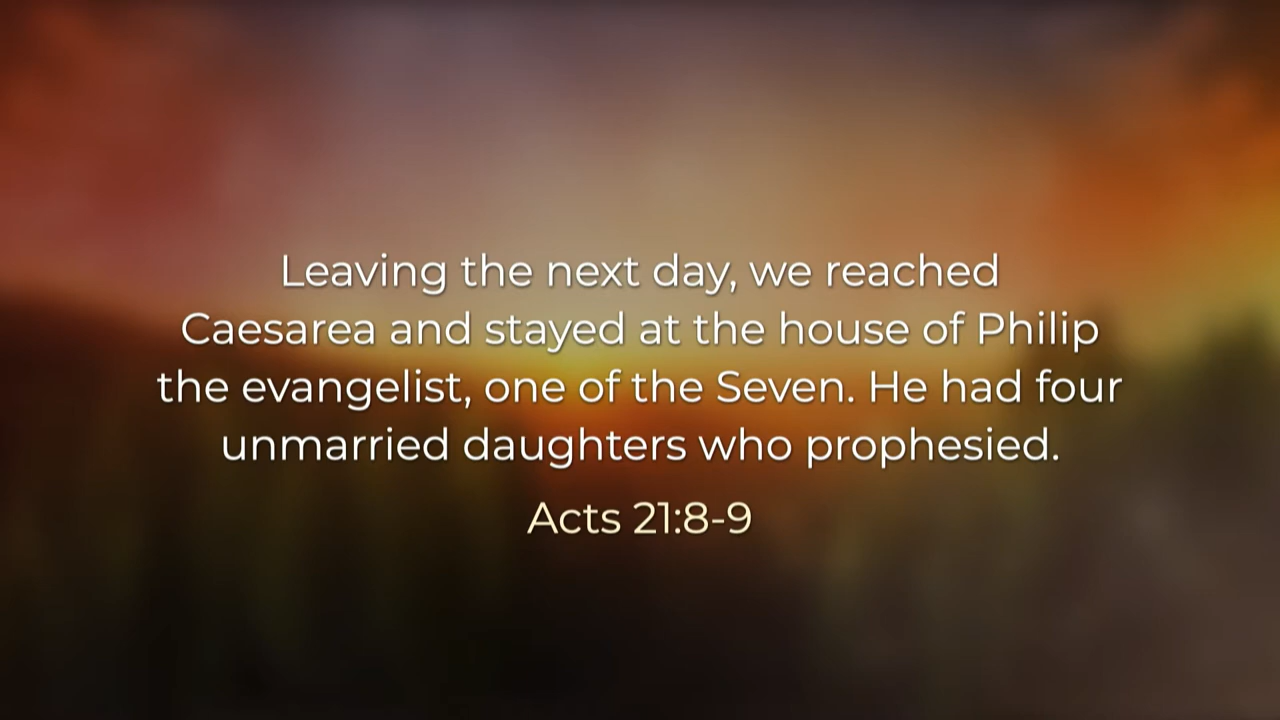 Leaving the next day, we reached
Caesarea and stayed at the house of Philip
the evangelist, one of the Seven. He had four
unmarried daughters who prophesied.
Acts 21:8-9